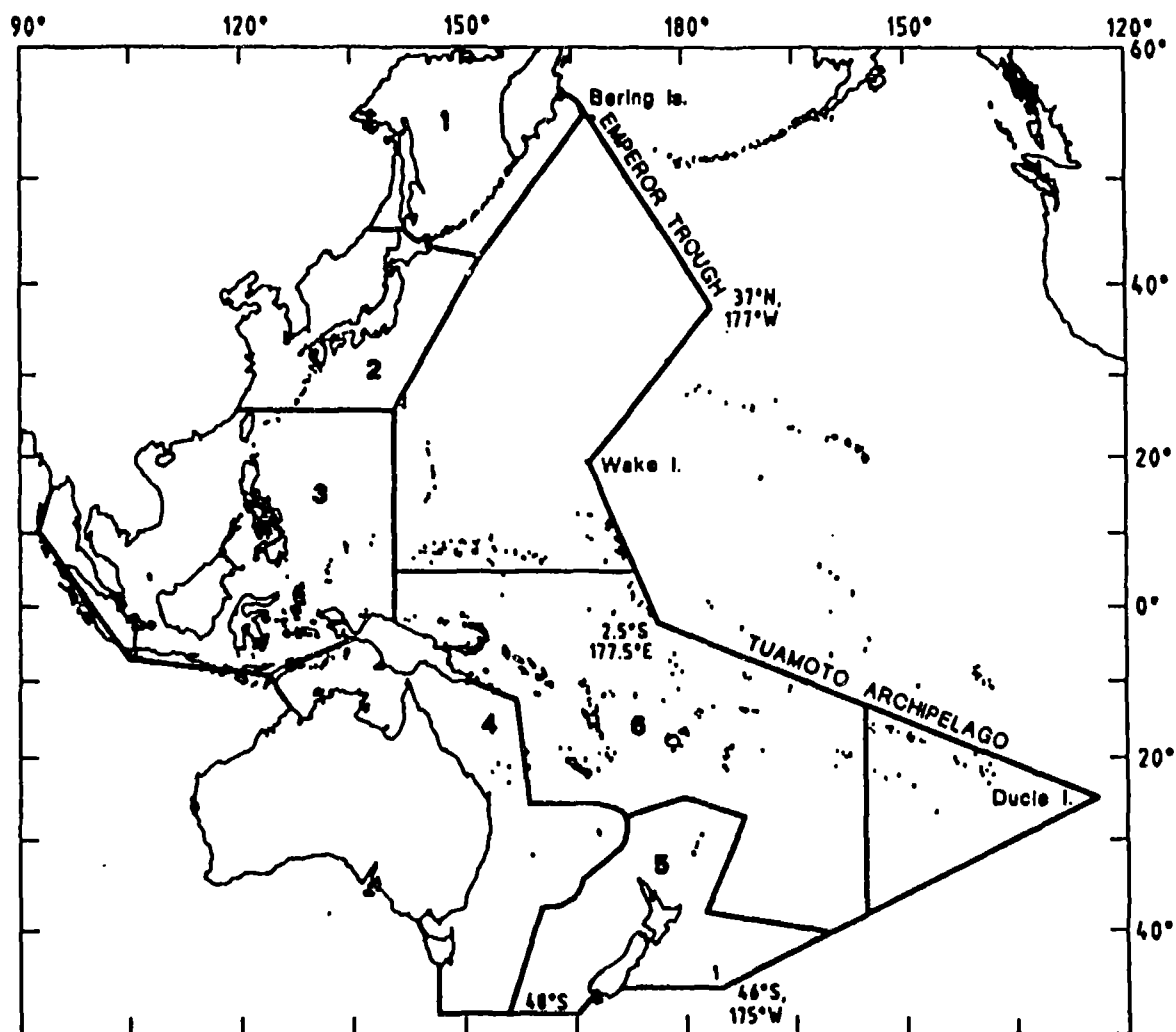 90° 120° 150° 180° 150° 120°
60°
Bering Is.
1
EMPEROR TROUGH
40°
37°N,
177°W
2
20°
Wake I.
3
0°
2.5°S
177.5°E
TUAMOTO ARCHIPELAGO
4
6
20°
Ducie I.
5
40°
48°S
46°S,
175°W